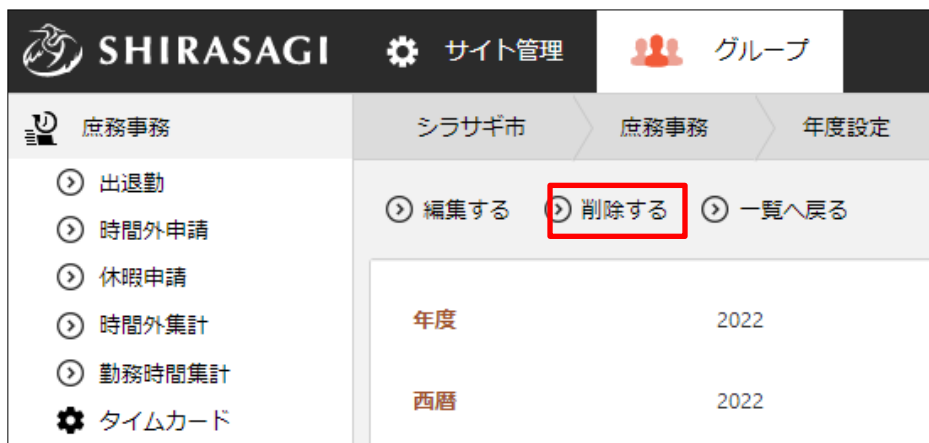 SHIRASAGI サイト管理 グループ
庶務事務 シラサギ市 庶務事務 年度設定
出退勤
時間外申請
休暇申請
時間外集計
勤務時間集計
タイムカード
編集する 削除する 一覧へ戻る
年度 2022
西暦 2022